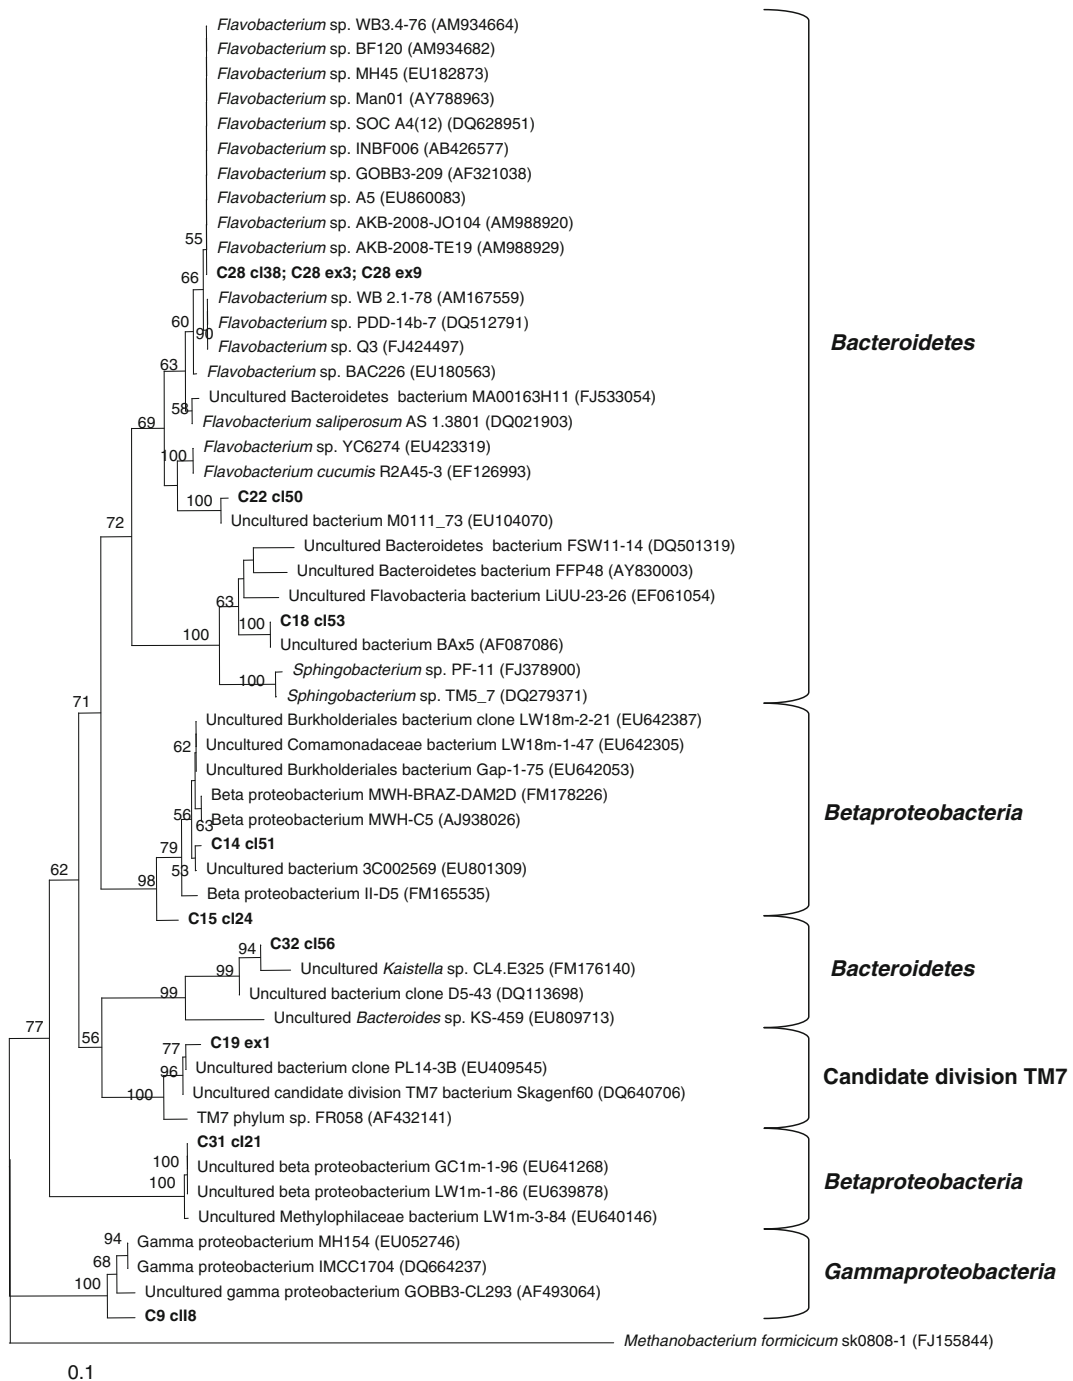 Flavobacterium sp. WB3.4-76 (AM934664)
Flavobacterium sp. BF120 (AM934682)
Flavobacterium sp. MH45 (EU182873)
Flavobacterium sp. Man01 (AY788963)
Flavobacterium sp. SOC A4(12) (DQ628951)
Flavobacterium sp. INBF006 (AB426577)
Flavobacterium sp. GOBB3-209 (AF321038)
Flavobacterium sp. A5 (EU860083)
Flavobacterium sp. AKB-2008-JO104 (AM988920)
55
Flavobacterium sp. AKB-2008-TE19 (AM988929)
66
C28 cl38; C28 ex3; C28 ex9
Flavobacterium sp. WB 2.1-78 (AM167559)
60
Flavobacterium sp. PDD-14b-7 (DQ512791)
90
Flavobacterium sp. Q3 (FJ424497)
Bacteroidetes
63
Flavobacterium sp. BAC226 (EU180563)
Uncultured Bacteroidetes bacterium MA00163H11 (FJ533054)
58
Flavobacterium saliperosum AS 1.3801 (DQ021903)
69
Flavobacterium sp. YC6274 (EU423319)
100
Flavobacterium cucumis R2A45-3 (EF126993)
100
C22 cl50
72
Uncultured bacterium M0111_73 (EU104070)
Uncultured Bacteroidetes bacterium FSW11-14 (DQ501319)
Uncultured Bacteroidetes bacterium FFP48 (AY830003)
63
Uncultured Flavobacteria bacterium LiUU-23-26 (EF061054)
100
C18 cl53
100
Uncultured bacterium BAx5 (AF087086)
Sphingobacterium sp. PF-11 (FJ378900)
100
Sphingobacterium sp. TM5_7 (DQ279371)
71
Uncultured Burkholderiales bacterium clone LW18m-2-21 (EU642387)
62
Uncultured Comamonadaceae bacterium LW18m-1-47 (EU642305)
Uncultured Burkholderiales bacterium Gap-1-75 (EU642053)
Beta proteobacterium MWH-BRAZ-DAM2D (FM178226)
56
63
Beta proteobacterium MWH-C5 (AJ938026)
Betaproteobacteria
79
C14 cl51
53
Uncultured bacterium 3C002569 (EU801309)
62
98
Beta proteobacterium II-D5 (FM165535)
C15 cl24
94
C32 cl56
99
Uncultured Kaistella sp. CL4.E325 (FM176140)
Bacteroidetes
99
Uncultured bacterium clone D5-43 (DQ113698)
Uncultured Bacteroides sp. KS-459 (EU809713)
77
56
77
C19 ex1
96
Uncultured bacterium clone PL14-3B (EU409545)
Candidate division TM7
100
Uncultured candidate division TM7 bacterium Skagenf60 (DQ640706)
TM7 phylum sp. FR058 (AF432141)
C31 cl21
100
Uncultured beta proteobacterium GC1m-1-96 (EU641268)
100
Uncultured beta proteobacterium LW1m-1-86 (EU639878)
Betaproteobacteria
Uncultured Methylophilaceae bacterium LW1m-3-84 (EU640146)
94
Gamma proteobacterium MH154 (EU052746)
68
Gamma proteobacterium IMCC1704 (DQ664237)
Gammaproteobacteria
100
Uncultured gamma proteobacterium GOBB3-CL293 (AF493064)
C9 clI8
Methanobacterium formicicum sk0808-1 (FJ155844)
0.1